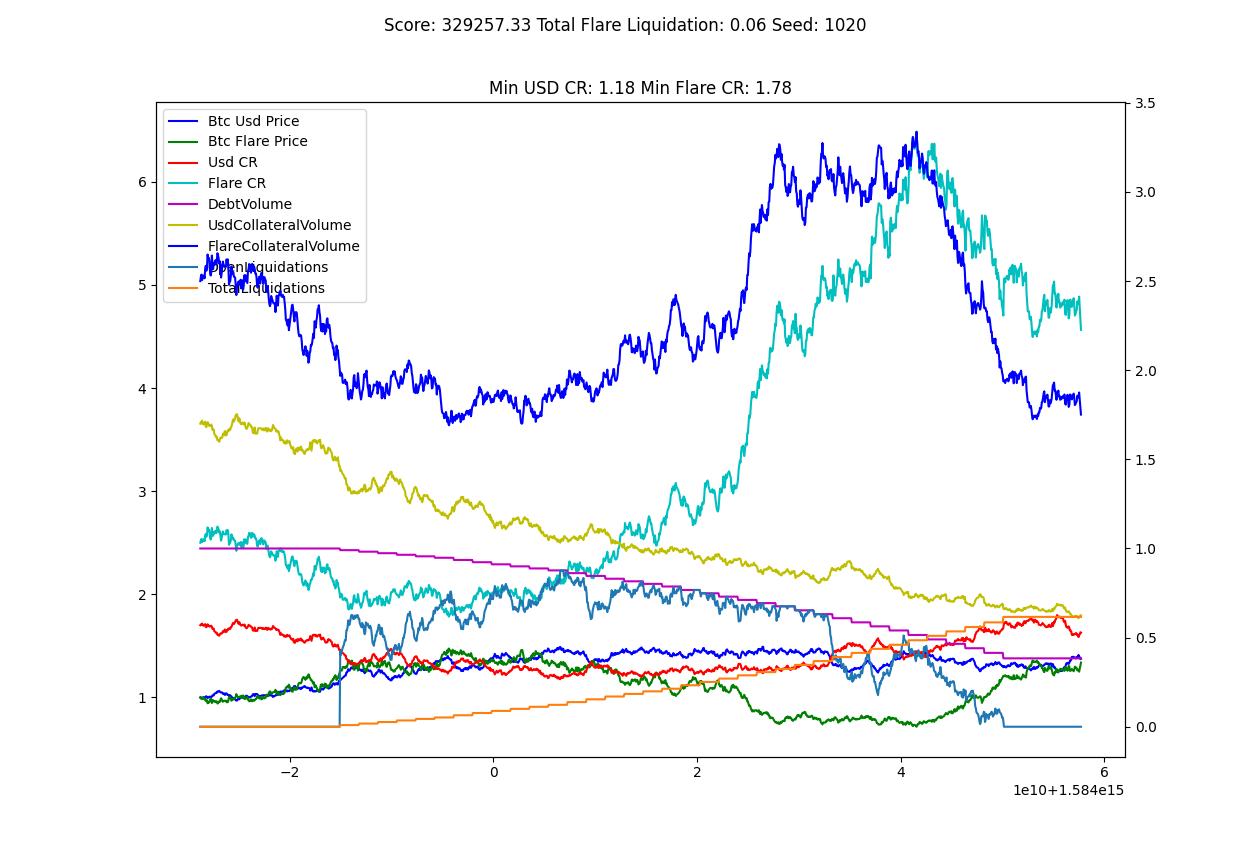 Score: 329257.33 Total Flare Liquidation: 0.06 Seed: 1020
Min USD CR: 1.18 Min Flare CR: 1.78
Btc Usd Price
Btc Flare Price
Usd CR
Flare CR
DebtVolume
UsdCollateralVolume
FlareCollateralVolume
OpenLiquidations
TotalLiquidations
6
5
4
3
2
1
3.5
3.0
2.5
2.0
1.5
1.0
0.5
0.0
−2
0
2
4
6
1e10+1.584e15